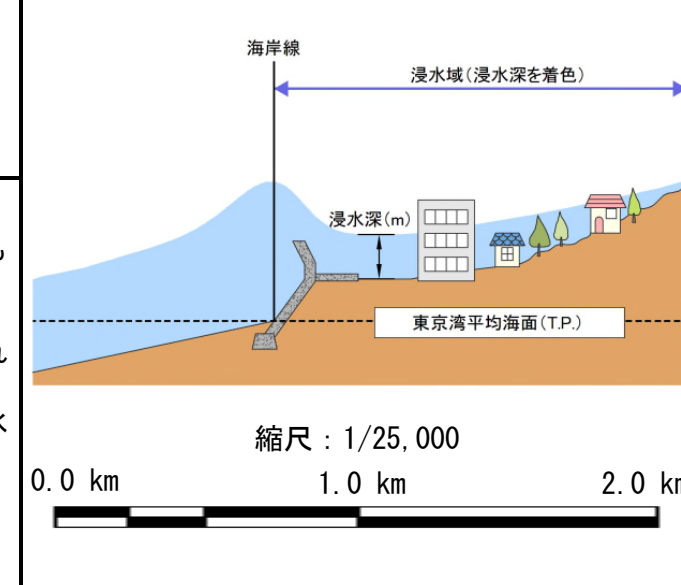 海岸線
浸水域(浸水深を着色)
浸水深(m)
東京湾平均海面(T.P.)
縮尺：1/25,000
0.0 km 1.0 km 2.0 km
れ